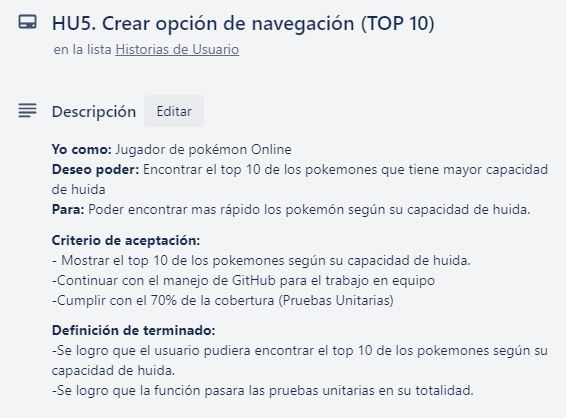 HU5. Crear opción de navegación (TOP 10)
en la lista Historias de Usuario
Descripción Editar
Yo como: Jugador de pokémon Online
Deseo poder: Encontrar el top 10 de los pokemones que tiene mayor capacidad
de huida
Para: Poder encontrar mas rápido los pokemón según su capacidad de huida.
Criterio de aceptación:
- Mostrar el top 10 de los pokemones según su capacidad de huida.
-Continuar con el manejo de GitHub para el trabajo en equipo
-Cumplir con el 70% de la cobertura (Pruebas Unitarias)
Definición de terminado:
-Se logro que el usuario pudiera encontrar el top 10 de los pokemones según su
capacidad de huida.
-Se logro que la función pasara las pruebas unitarias en su totalidad.